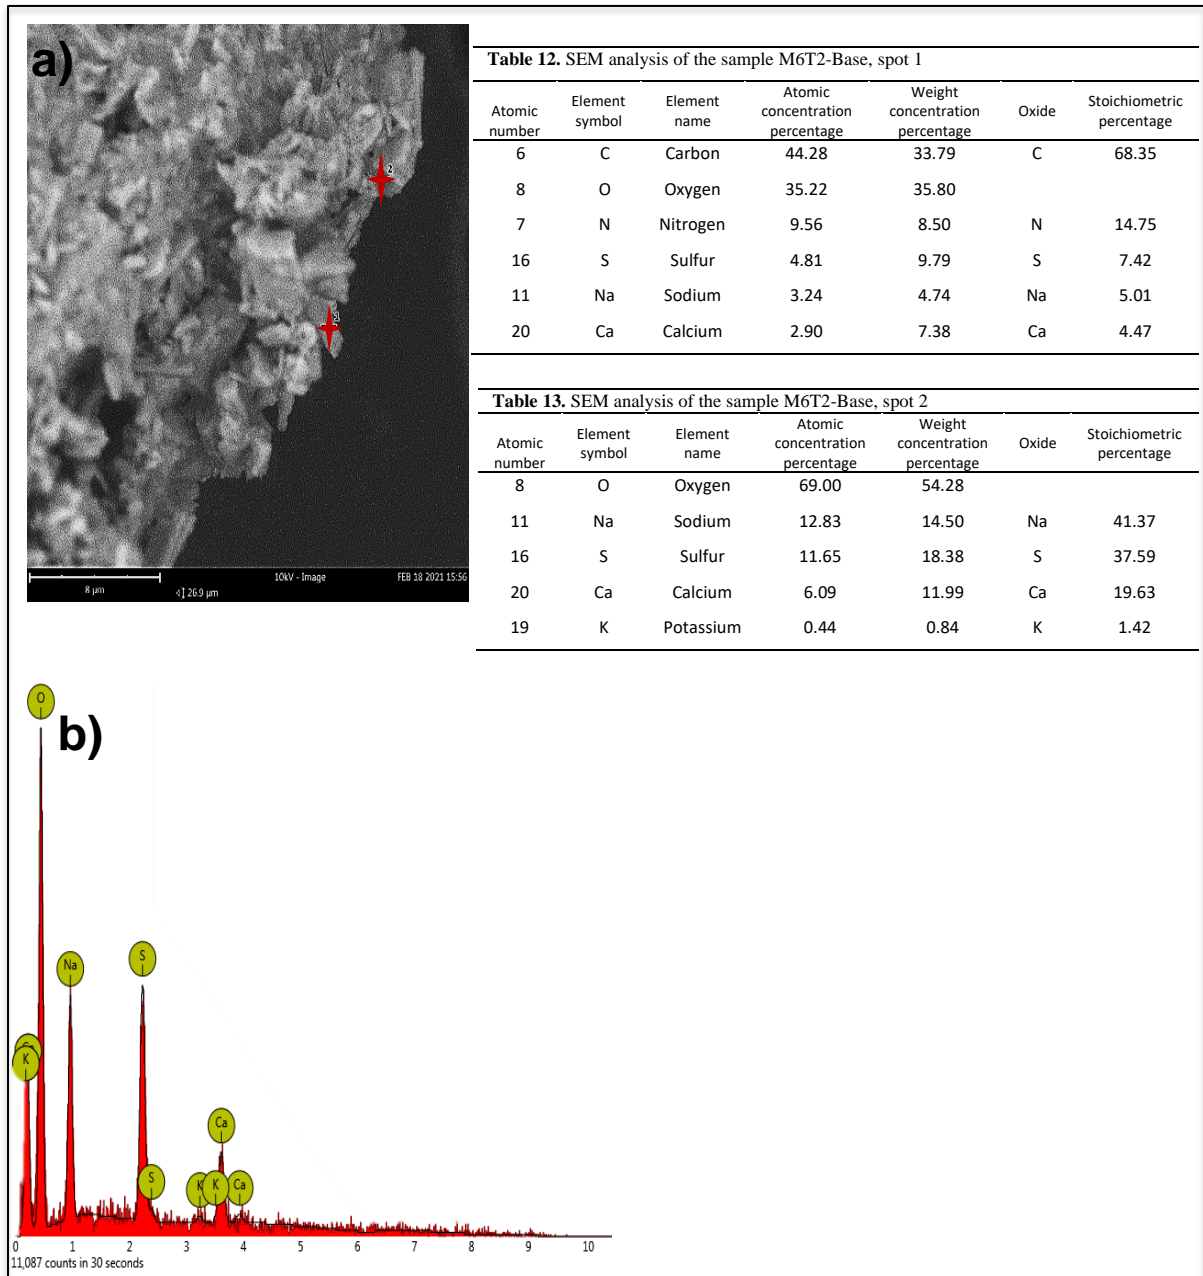 a)
2
1
8 µm
26.9 µm
10kV - Image
FEB 18 2021 15:56
Table 12. SEM analysis of the sample M6T2-Base, spot 1
Atomic number Element symbol Element name Atomic concentration percentage Weight concentration percentage Oxide Stoichiometric percentage
6 C Carbon 44.28 33.79 C 68.35
8 O Oxygen 35.22 35.80
7 N Nitrogen 9.56 8.50 N 14.75
16 S Sulfur 4.81 9.79 S 7.42
11 Na Sodium 3.24 4.74 Na 5.01
20 Ca Calcium 2.90 7.38 Ca 4.47
Table 13. SEM analysis of the sample M6T2-Base, spot 2
Atomic number Element symbol Element name Atomic concentration percentage Weight concentration percentage Oxide Stoichiometric percentage
8 O Oxygen 69.00 54.28
11 Na Sodium 12.83 14.50 Na 41.37
16 S Sulfur 11.65 18.38 S 37.59
20 Ca Calcium 6.09 11.99 Ca 19.63
19 K Potassium 0.44 0.84 K 1.42
b)
O
Na
S
K
Ca
S
K
K
Ca
0 1 2 3 4 5 6 7 8 9 10
11,087 counts in 30 seconds